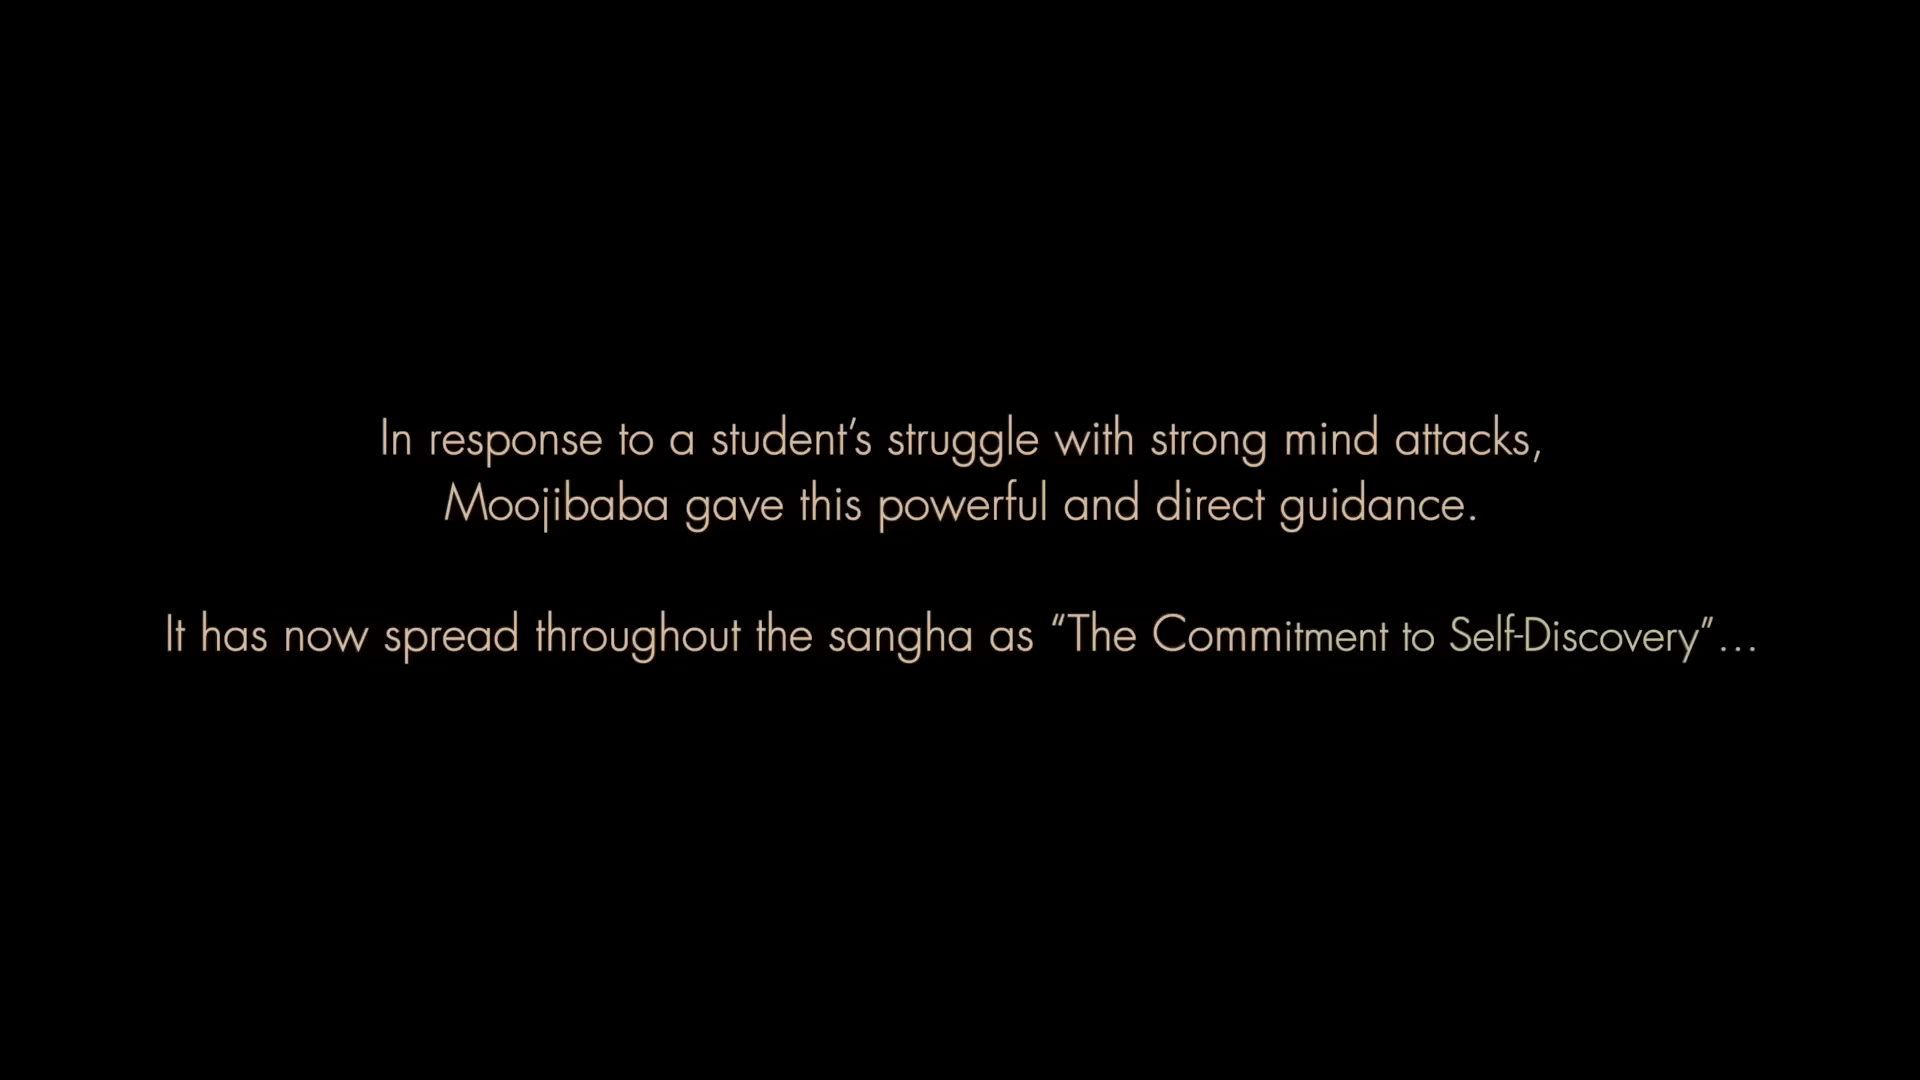 In response to a student’s struggle with strong mind attacks,
Moojibaba gave this powerful and direct guidance.
It has now spread throughout the sangha as “The Commitment to Self-Discovery”...